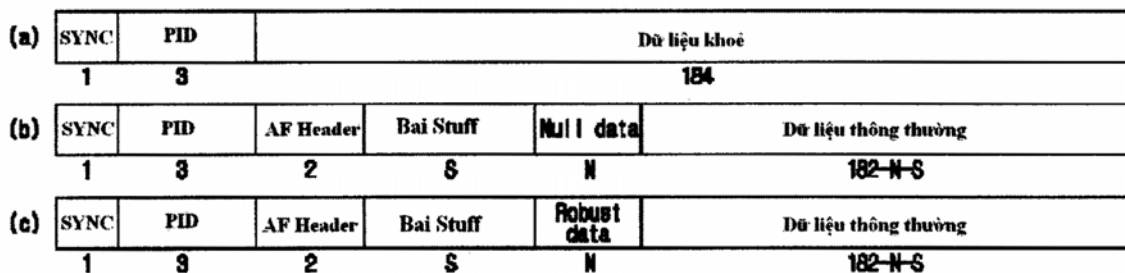 (a) SYNC PID Dữ liệu khoẻ
1 3 184
(b) SYNC PID AF Header Bai Stuff Null data Dữ liệu thông thường
1 3 2 S N 182-N-S
(c) SYNC PID AF Header Bai Stuff Robust data Dữ liệu thông thường
1 3 2 S N 182-N-S